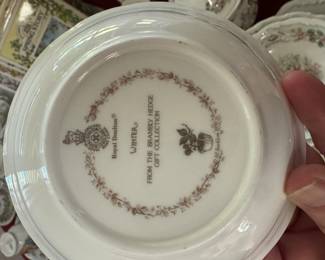 Royal Doulton®
WINTER
FROM THE BRAMBLY HEDGE
GIFT COLLECTION